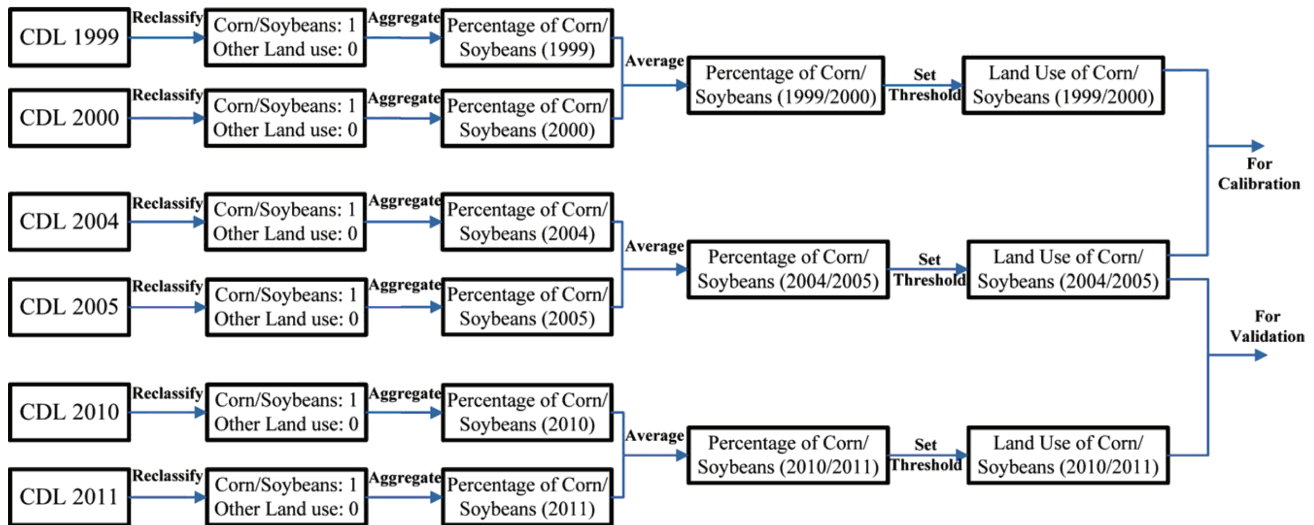 CDL 1999
Reclassify
Corn/Soybeans: 1
Other Land use: 0
Aggregate
Percentage of Corn/
Soybeans (1999)
CDL 2000
Reclassify
Corn/Soybeans: 1
Other Land use: 0
Aggregate
Percentage of Corn/
Soybeans (2000)
Average
Percentage of Corn/
Soybeans (1999/2000)
Set
Threshold
Land Use of Corn/
Soybeans (1999/2000)
For
Calibration
CDL 2004
Reclassify
Corn/Soybeans: 1
Other Land use: 0
Aggregate
Percentage of Corn/
Soybeans (2004)
CDL 2005
Reclassify
Corn/Soybeans: 1
Other Land use: 0
Aggregate
Percentage of Corn/
Soybeans (2005)
Average
Percentage of Corn/
Soybeans (2004/2005)
Set
Threshold
Land Use of Corn/
Soybeans (2004/2005)
For
Validation
CDL 2010
Reclassify
Corn/Soybeans: 1
Other Land use: 0
Aggregate
Percentage of Corn/
Soybeans (2010)
CDL 2011
Reclassify
Corn/Soybeans: 1
Other Land use: 0
Aggregate
Percentage of Corn/
Soybeans (2011)
Average
Percentage of Corn/
Soybeans (2010/2011)
Set
Threshold
Land Use of Corn/
Soybeans (2010/2011)